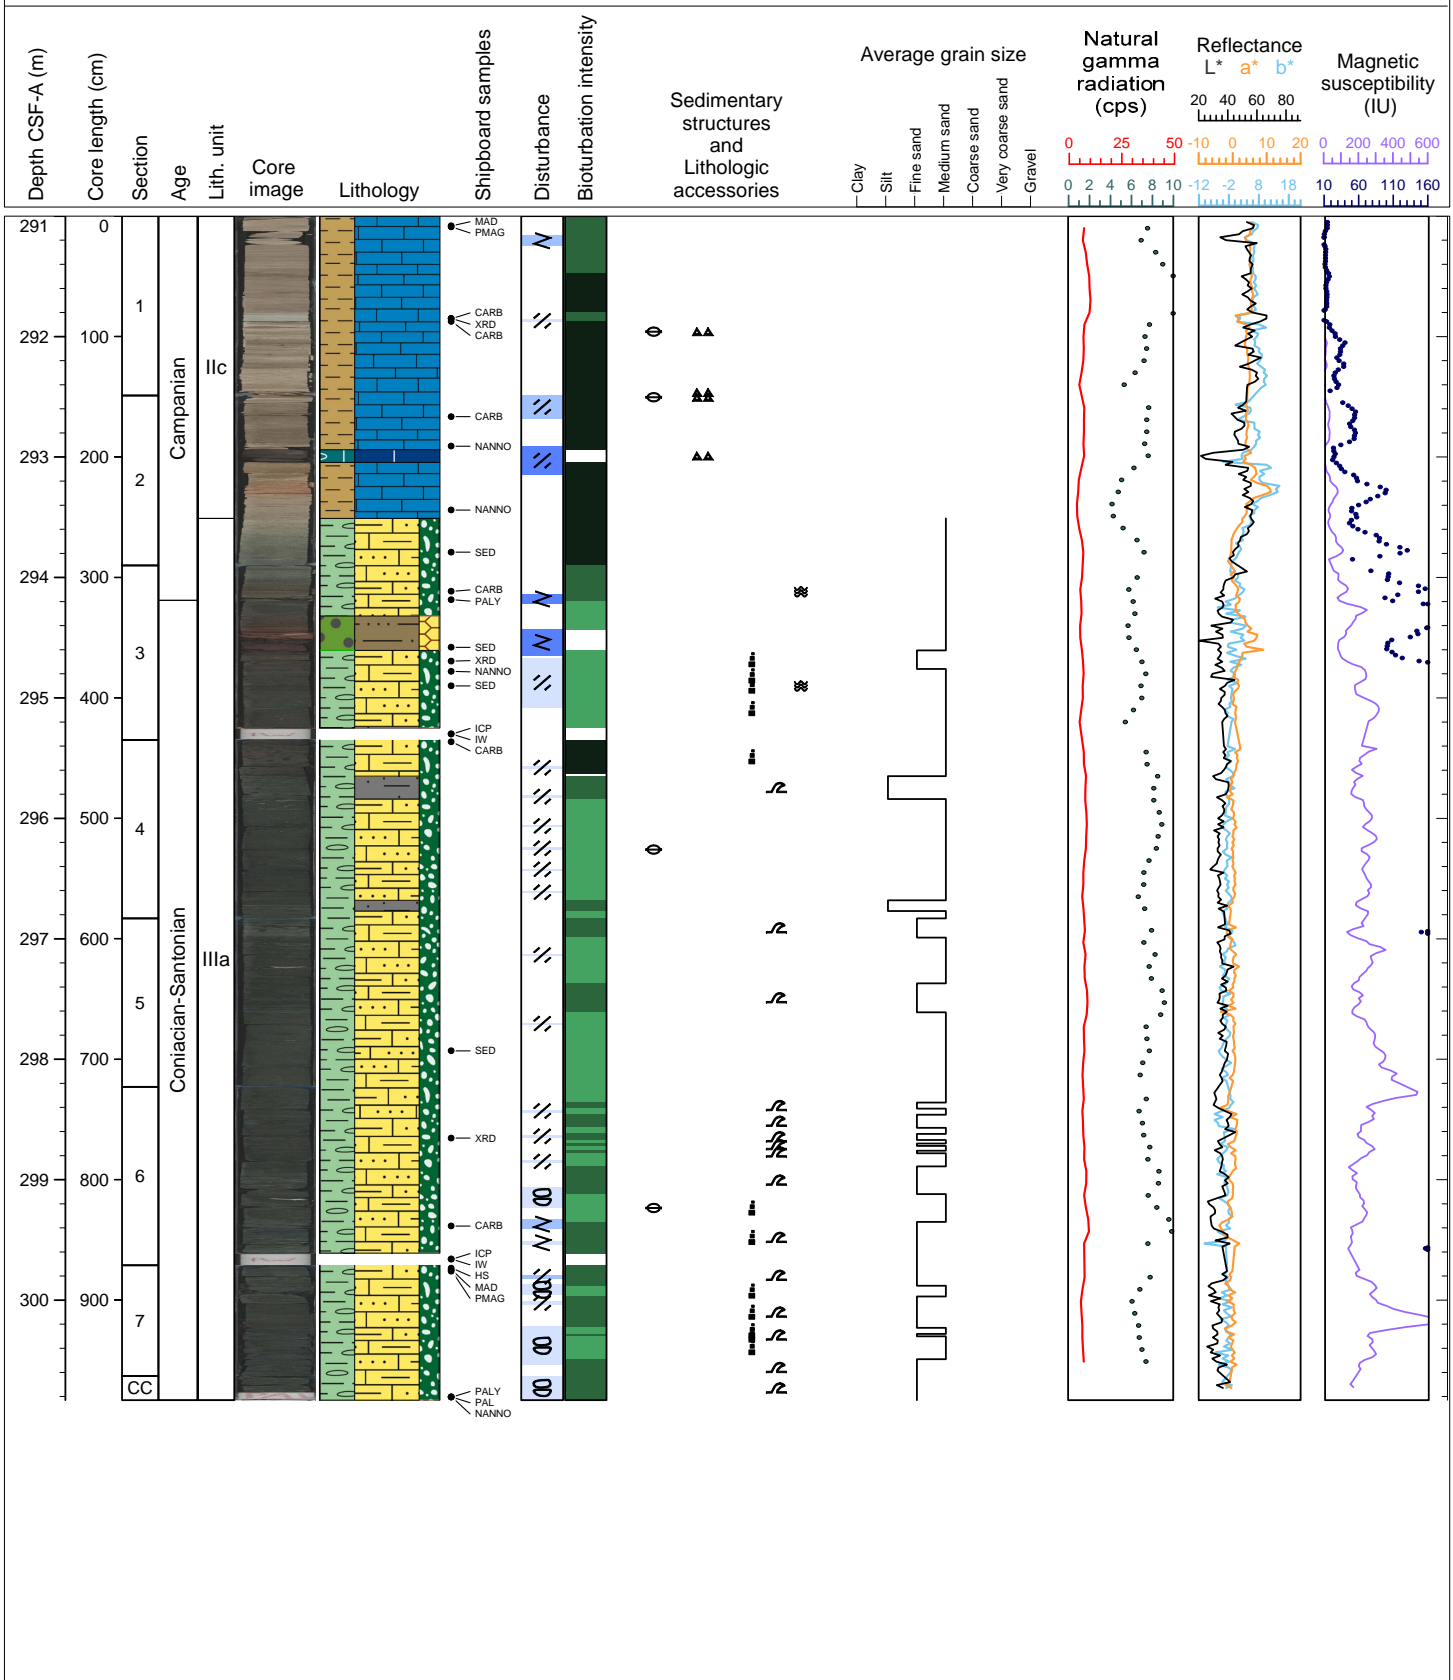 Depth CSF-A (m)
Core length (cm)
Section
Age
Lith. unit
Core
image
Lithology
Shipboard samples
Disturbance
Bioturbation intensity
Sedimentary
structures
and
Lithologic
accessories
Average grain size
Clay
Silt
Fine sand
Medium sand
Coarse sand
Very coarse sand
Gravel
Natural
gamma
radiation
(cps)
0 25 50
0 2 4 6 8 10
Reflectance
L* a* b*
20 40 60 80
-10 0 10 20
-12 -2 8 18
Magnetic
susceptibility
(IU)
0 200 400 600
10 60 110 160
291
292
293
294
295
296
297
298
299
300
0
100
200
300
400
500
600
700
800
900
1
2
3
4
5
6
7
CC
Campanian
Coniacian-Santonian
IIc
IIIa
MAD
PMAG
CARB
XRD
CARB
CARB
NANNO
NANNO
SED
CARB
PALY
SED
XRD
NANNO
SED
ICP
IW
CARB
SED
XRD
CARB
ICP
IW
HS
MAD
PMAG
PALY
PAL
NANNO